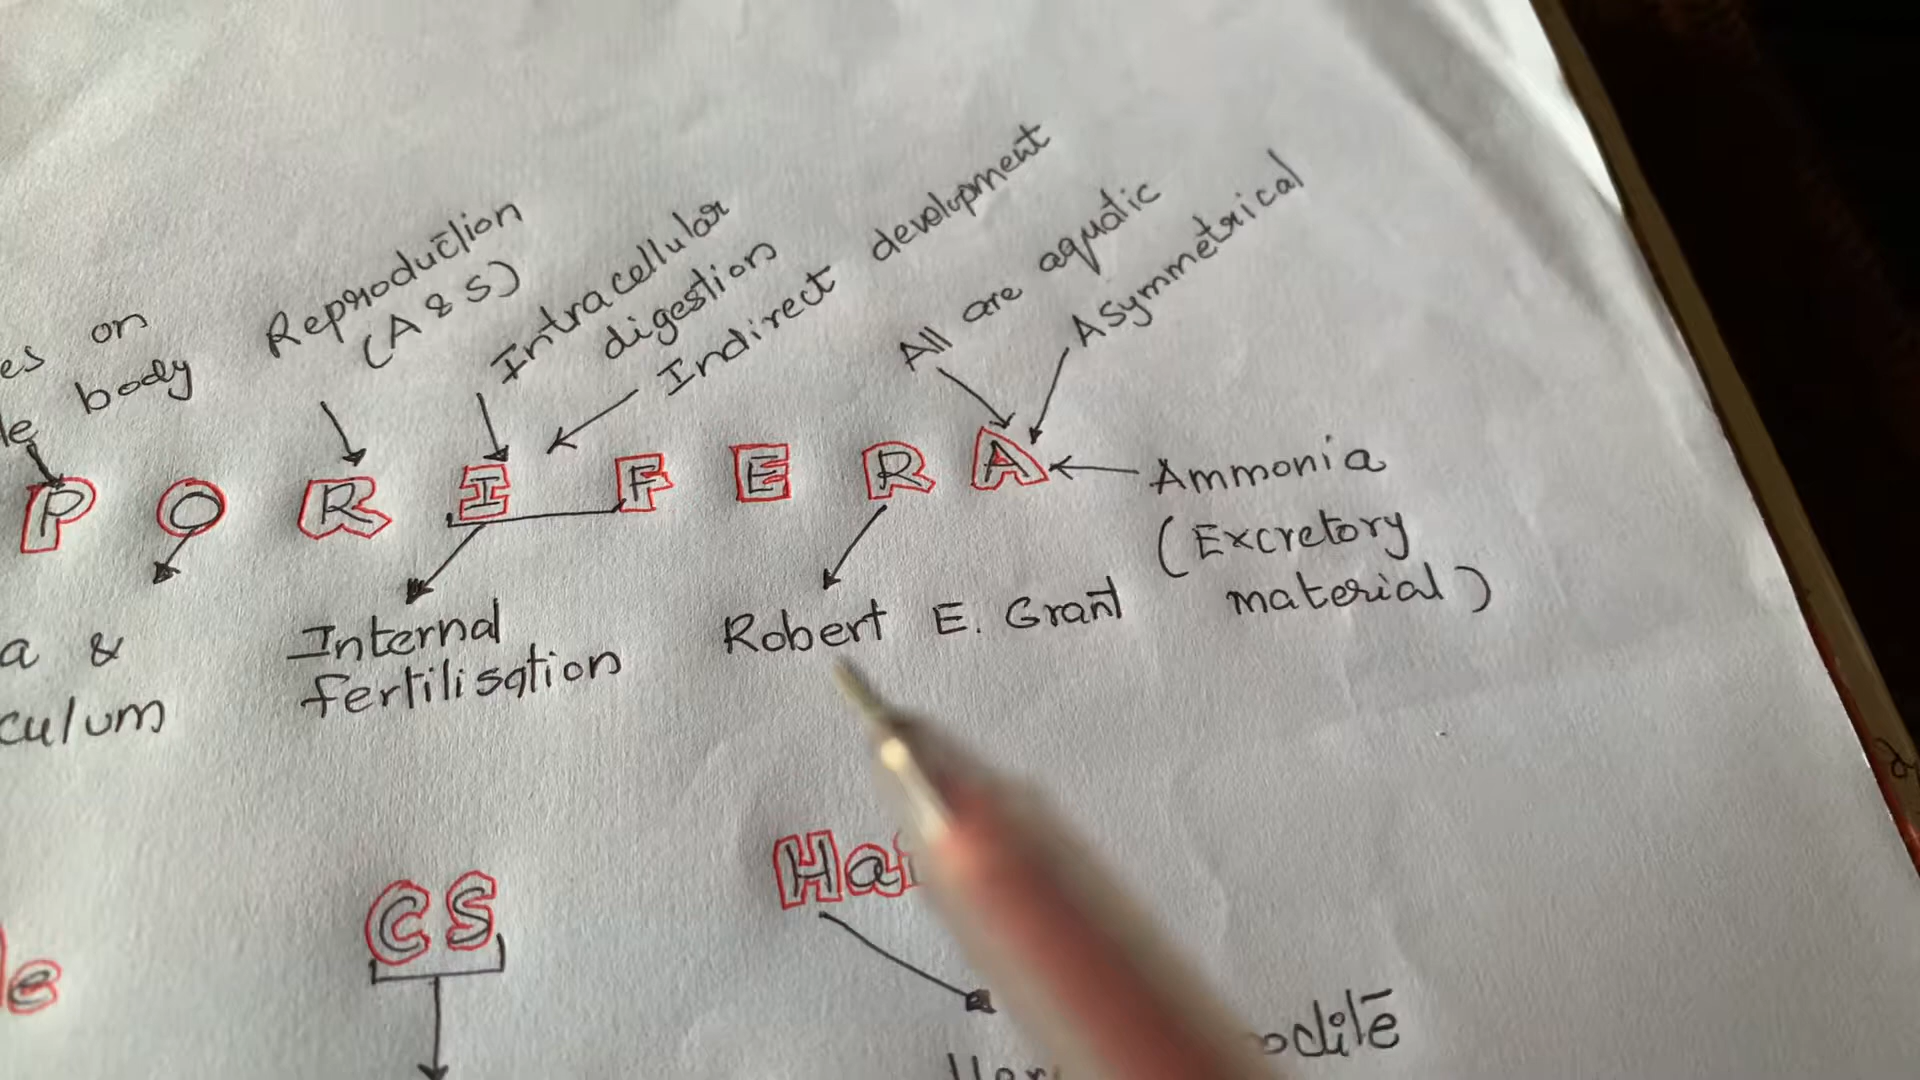 es on
body
Reproduction
(A & S)
Intracellular
digestion
Indirect development
All are aquatic
Asymmetrical
P O R I F E R A
Ammonia
(Excretory
material)
a &
culum
Internal
fertilisation
Robert E. Grant
CS
Ha
e
odite